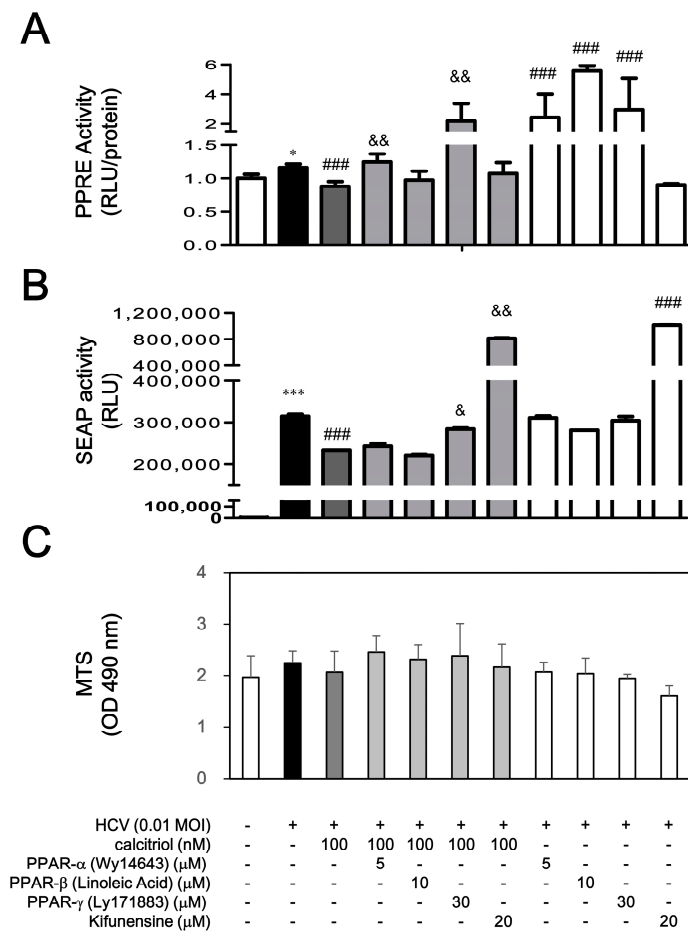 A
PPRE Activity
(RLU/protein)
6
4
2
1.5
1.0
0.5
0.0
* ### && && ### ### ###
B
SEAP activity
(RLU)
1,200,000
800,000
400,000
400,000
300,000
200,000
100,000
0
*** ### & && ###
C
MTS
(OD 490 nm)
4
3
2
1
0
HCV (0.01 MOI) - + + + + + + + + + +
calcitriol (nM) - - 100 100 100 100 100 - - - -
PPAR-α (Wy14643) (μM) - - - 5 - - - 5 - - -
PPAR-β (Linoleic Acid) (μM) - - - - 10 - - - 10 - -
PPAR-γ (Ly171883) (μM) - - - - - 30 - - - 30 -
Kifunensine (μM) - - - - - - 20 - - - 20